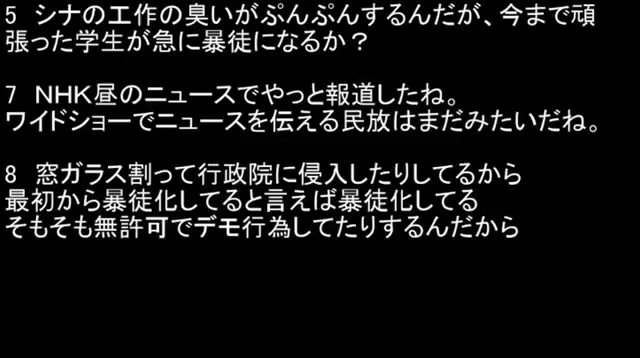 5　シナの工作の臭いがぷんぷんするんだが、今まで頑
張った学生が急に暴徒になるか？
7　ＮＨＫ昼のニュースでやっと報道したね。
ワイドショーでニュースを伝える民放はまだみたいだね。
8　窓ガラス割って行政院に侵入したりしてるから
最初から暴徒化してると言えば暴徒化してる
そもそも無許可でデモ行為してたりするんだから